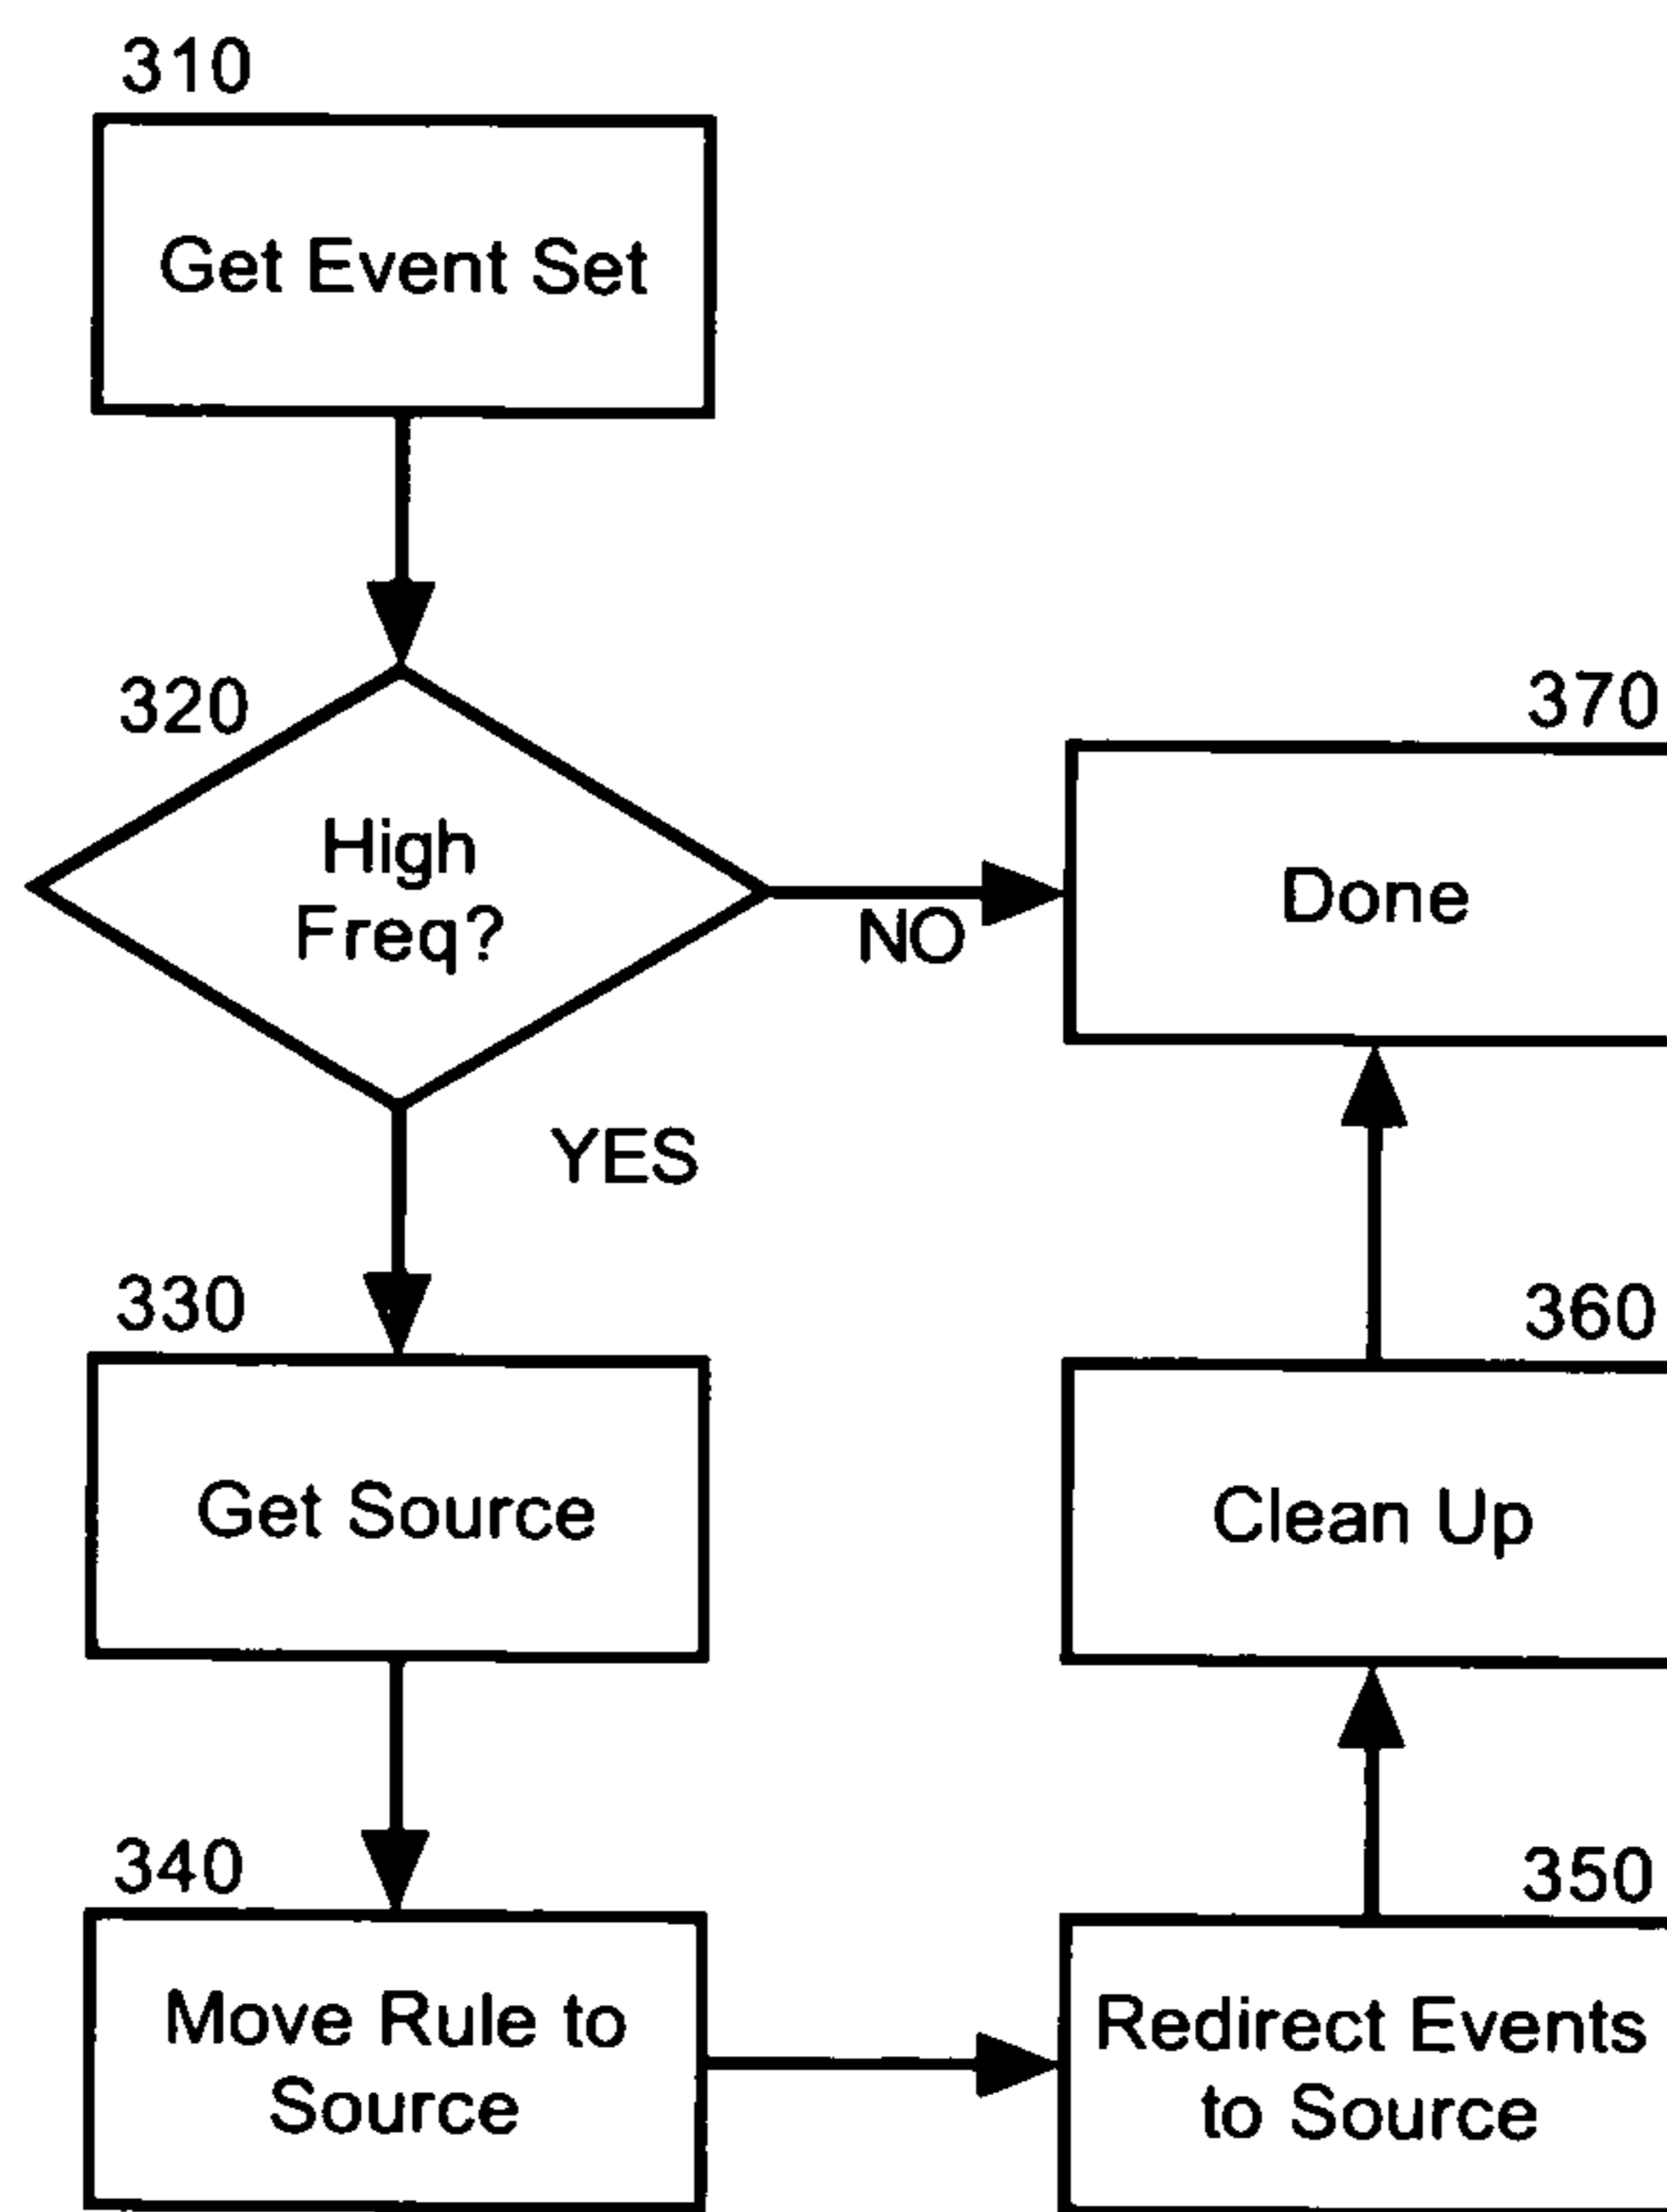 310
Get Event Set
320
High
Freq?
NO
YES
370
Done
330
Get Source
360
Clean Up
340
Move Rule to
Source
350
Redirect Events
to Source